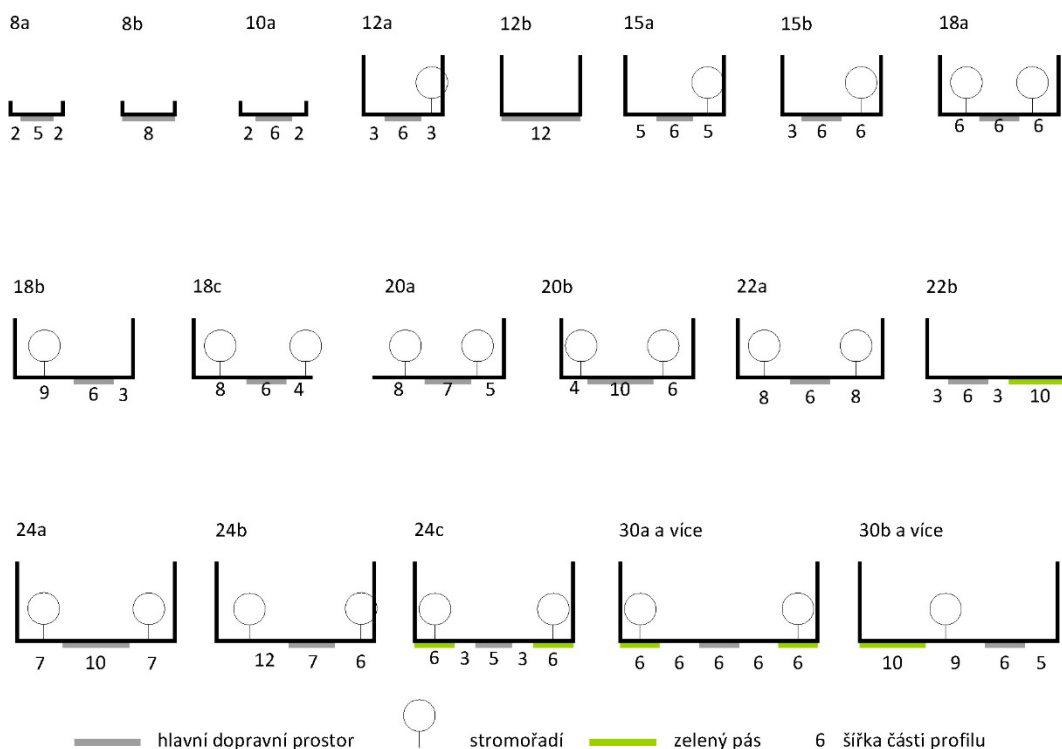 8a 8b 10a 12a 12b 15a 15b 18a
2 5 2 8 2 6 2 3 6 3 12 5 6 5 3 6 6 6 6 6
18b 18c 20a 20b 22a 22b
9 6 3 8 6 4 8 7 5 4 10 6 8 6 8 3 6 3 10
24a 24b 24c 30a a více 30b a více
7 10 7 12 7 6 6 3 5 3 6 6 6 6 6 6 10 9 6 5
hlavní dopravní prostor stromořadí zelený pás 6 šířka části profilu